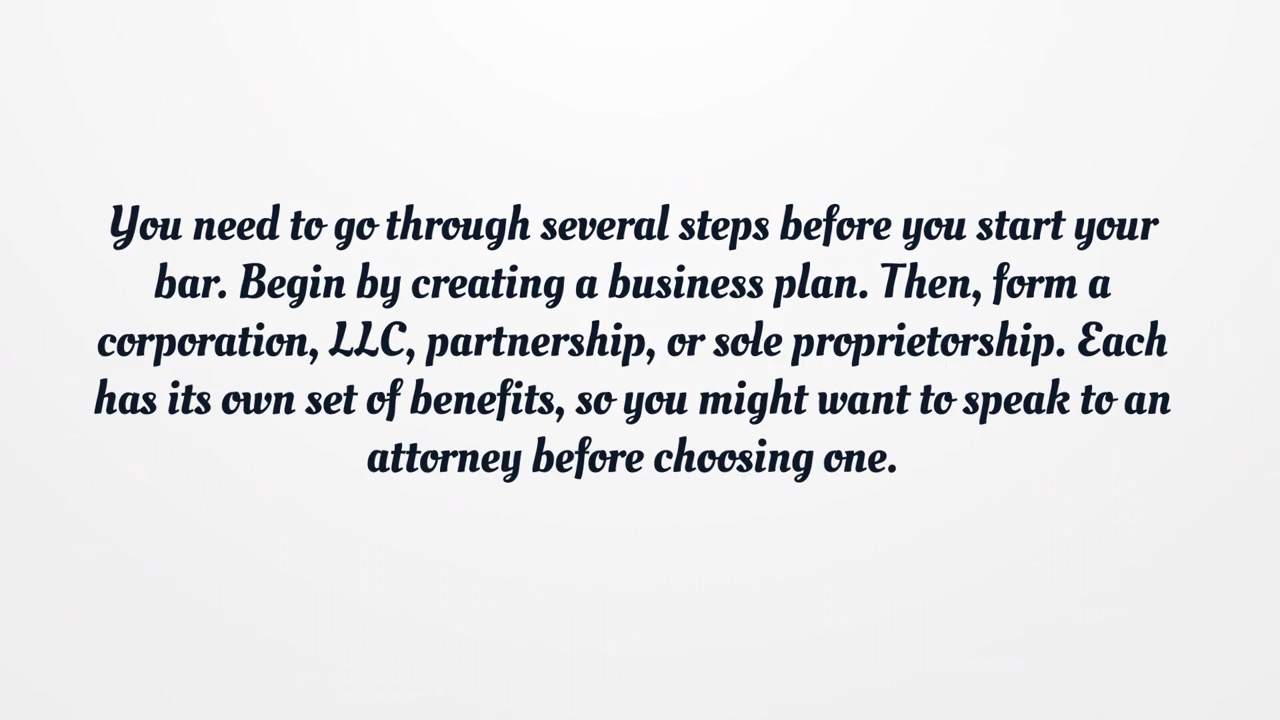 You need to go through several steps before you start your
bar. Begin by creating a business plan. Then, form a
corporation, LLC, partnership, or sole proprietorship. Each
has its own set of benefits, so you might want to speak to an
attorney before choosing one.